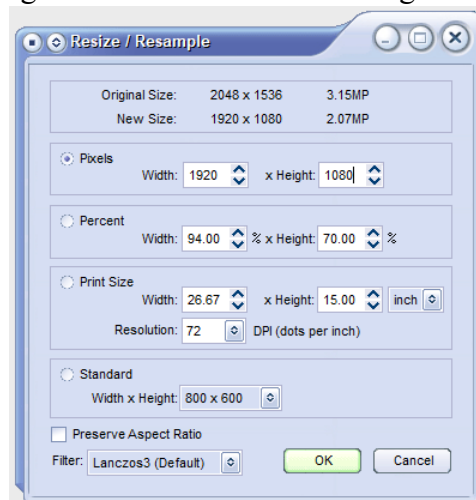 Resize / Resample
Original Size: 2048 x 1536 3.15MP
New Size: 1920 x 1080 2.07MP
Pixels
Width: 1920 x Height: 1080
Percent
Width: 94.00 % x Height: 70.00 %
Print Size
Width: 26.67 x Height: 15.00 inch
Resolution: 72 DPI (dots per inch)
Standard
Width x Height: 800 x 600
Preserve Aspect Ratio
Filter: Lanczos3 (Default) OK Cancel